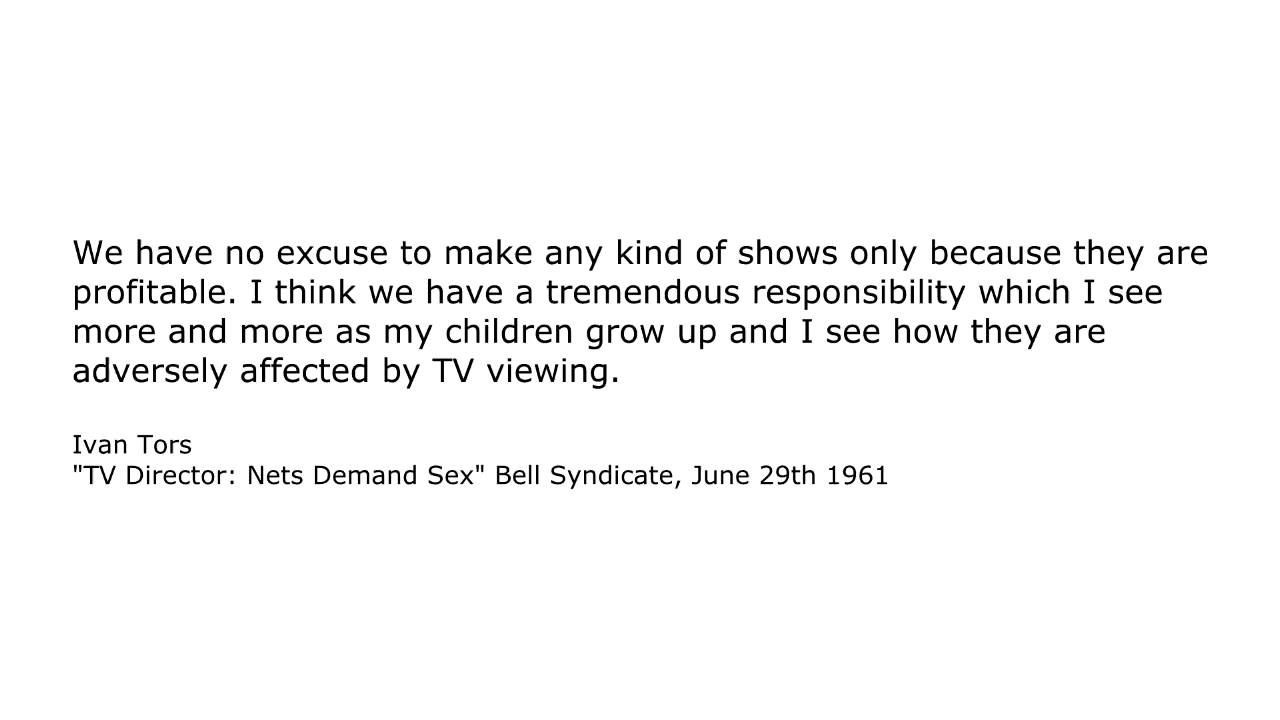 We have no excuse to make any kind of shows only because they are
profitable. I think we have a tremendous responsibility which I see
more and more as my children grow up and I see how they are
adversely affected by TV viewing.
Ivan Tors
"TV Director: Nets Demand Sex" Bell Syndicate, June 29th 1961